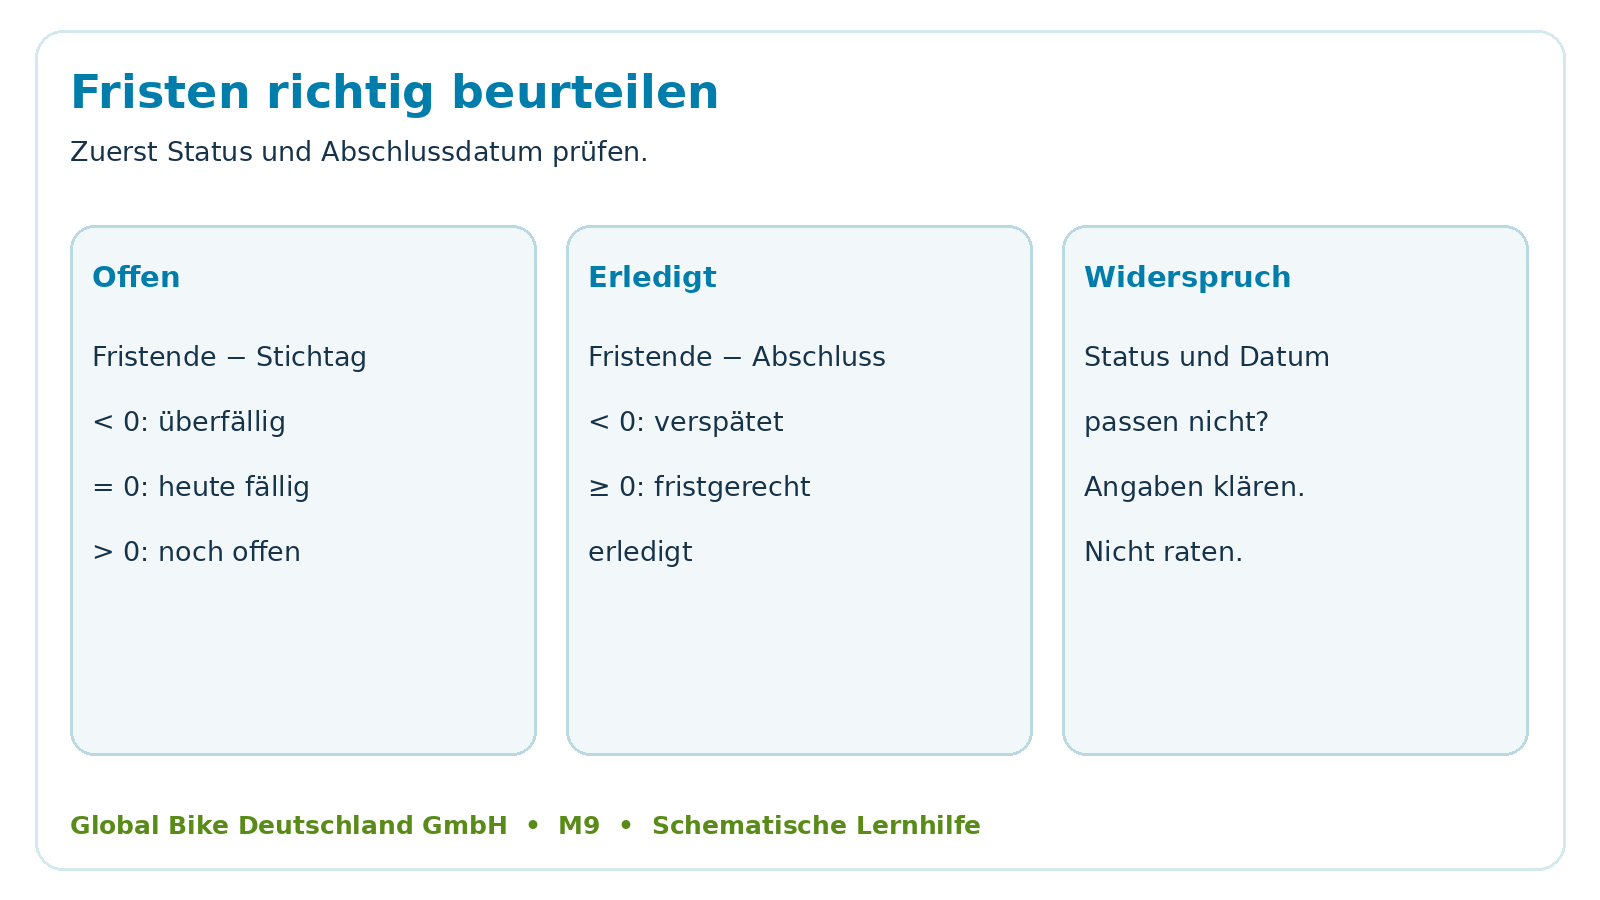 Fristen richtig beurteilen
Zuerst Status und Abschlussdatum prüfen.
Offen
Fristende − Stichtag
< 0: überfällig
= 0: heute fällig
> 0: noch offen
Erledigt
Fristende − Abschluss
< 0: verspätet
≥ 0: fristgerecht
erledigt
Widerspruch
Status und Datum
passen nicht?
Angaben klären.
Nicht raten.
Global Bike Deutschland GmbH • M9 • Schematische Lernhilfe